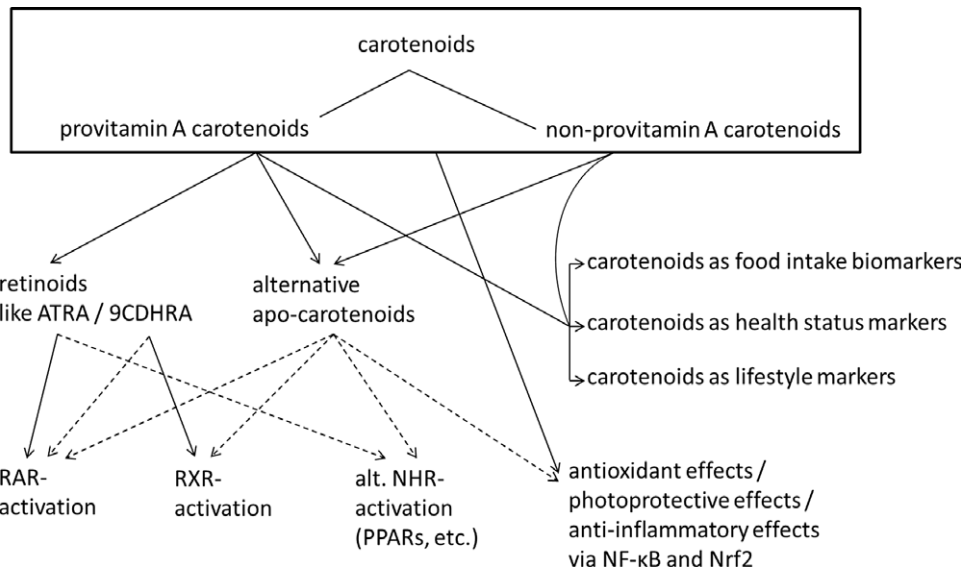 carotenoids
provitamin A carotenoids
non-provitamin A carotenoids
retinoids
like ATRA / 9CDHRA
alternative
apo-carotenoids
carotenoids as food intake biomarkers
carotenoids as health status markers
carotenoids as lifestyle markers
RAR-
activation
RXR-
activation
alt. NHR-
activation
(PPARs, etc.)
antioxidant effects /
photoprotective effects /
anti-inflammatory effects
via NF-κB and Nrf2